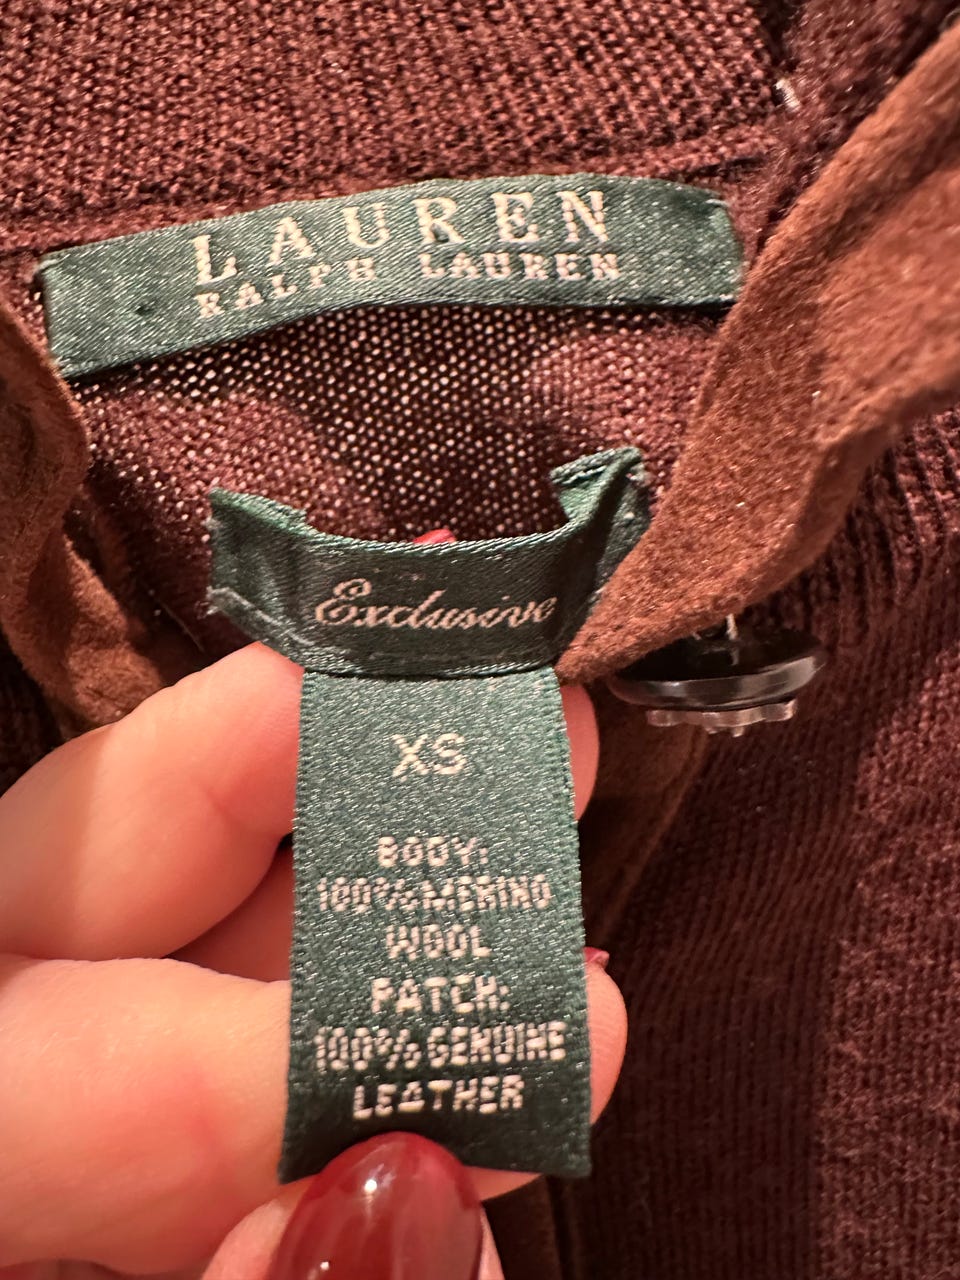 LAUREN
RALPH LAUREN
Exclusive
XS
BODY:
100% MERINO
WOOL
PATCH:
100% GENUINE
LEATHER